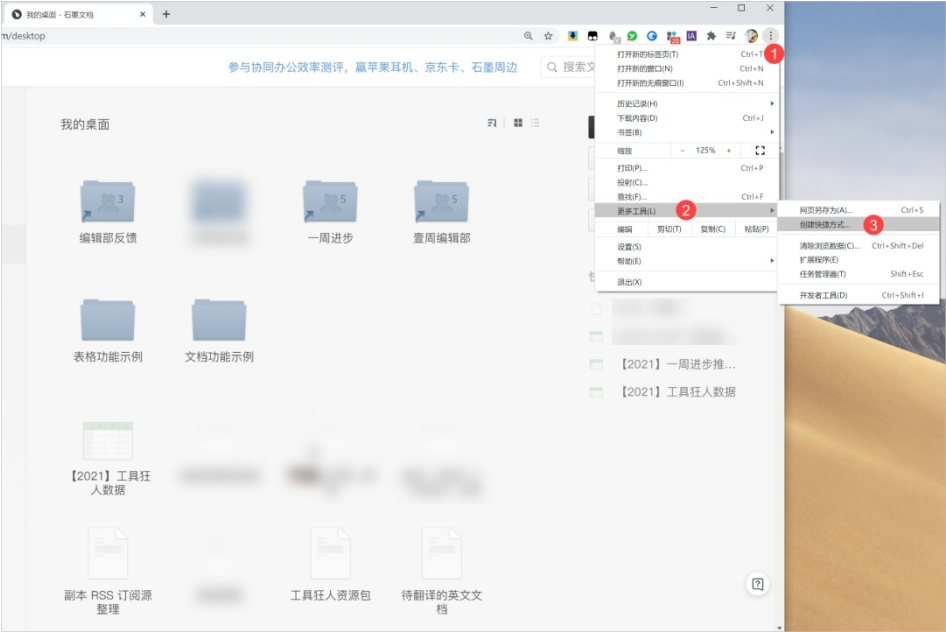 我的桌面 - 石墨文档
m/desktop
参与协同办公效率测评，赢苹果耳机、京东卡、石墨周边
搜索文
我的桌面
3
5
5
编辑部反馈
一周进步
壹周编辑部
表格功能示例
文档功能示例
【2021】工具狂
人数据
副本 RSS 订阅源
整理
工具狂人资源包
待翻译的英文文
档
【2021】一周进步推...
【2021】工具狂人数据
20
IA
1
打开新的标签页(T) Ctrl+T
打开新的窗口(N) Ctrl+N
打开新的无痕窗口(I) Ctrl+Shift+N
历史记录(H)
下载内容(D) Ctrl+J
书签(B)
缩放 - 125% +
打印(P)... Ctrl+P
投射(C)...
查找(F)... Ctrl+F
更多工具(L) 2
编辑 剪切(T) 复制(C) 粘贴(P)
设置(S)
帮助(E)
退出(X)
网页另存为(A)... Ctrl+S
创建快捷方式... 3
清除浏览数据(C)... Ctrl+Shift+Del
扩展程序(E)
任务管理器(T) Shift+Esc
开发者工具(D) Ctrl+Shift+I